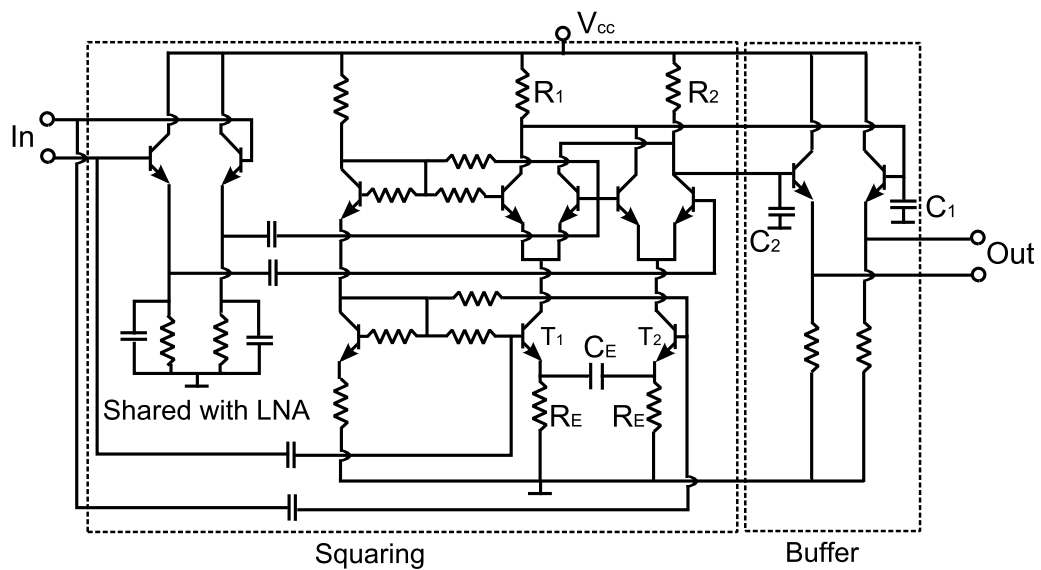 Vcc
In
R1
R2
C1
C2
Out
T1
T2
CE
RE
RE
Shared with LNA
Squaring
Buffer